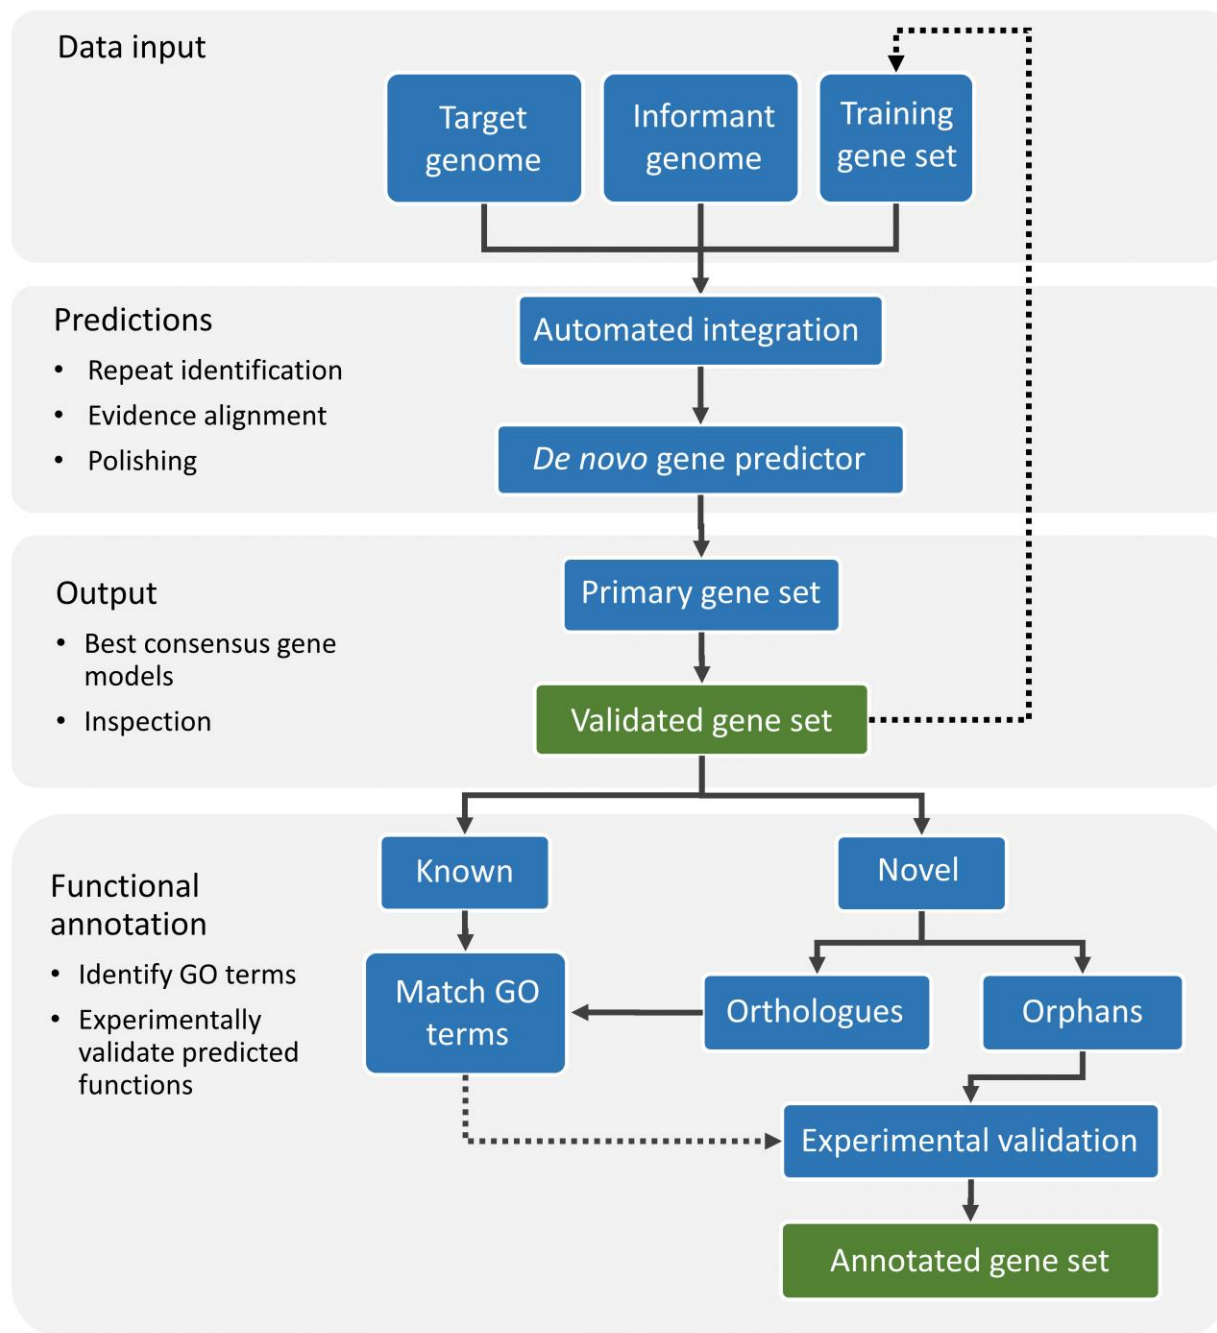 Data input
Target
genome
Informant
genome
Training
gene set
Predictions
• Repeat identification
• Evidence alignment
• Polishing
Automated integration
De novo gene predictor
Output
• Best consensus gene
models
• Inspection
Primary gene set
Validated gene set
Functional
annotation
• Identify GO terms
• Experimentally
validate predicted
functions
Known
Novel
Match GO
terms
Orthologues
Orphans
Experimental validation
Annotated gene set